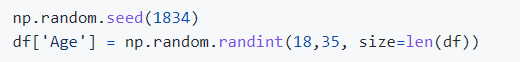 np.random.seed(1834)
df['Age'] = np.random.randint(18,35, size=len(df))